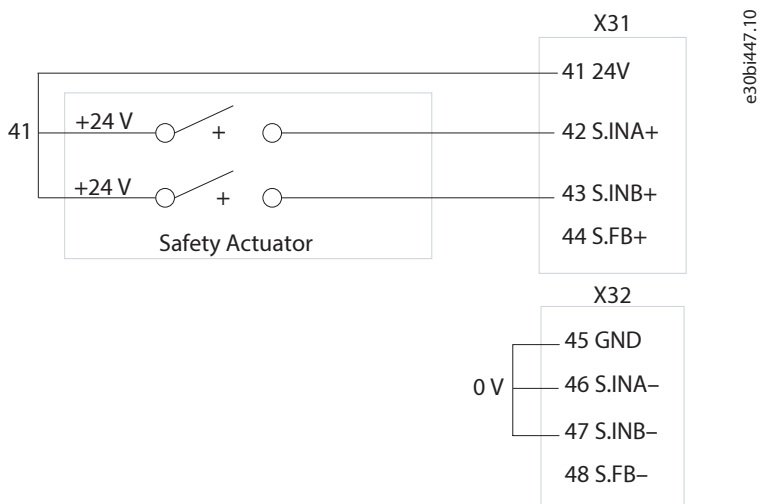 X31
e30bi447.10
41 24V
41
+24 V
+
42 S.INA+
+24 V
+
43 S.INB+
Safety Actuator
44 S.FB+
X32
45 GND
0 V
46 S.INA–
47 S.INB–
48 S.FB–